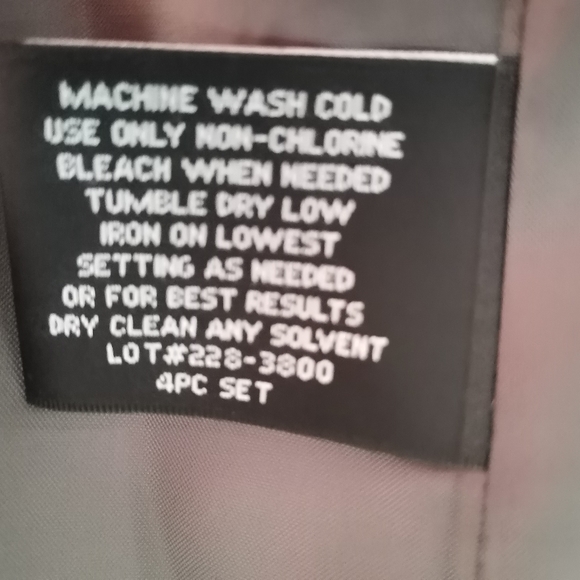 MACHINE WASH COLD
USE ONLY NON-CHLORINE
BLEACH WHEN NEEDED
TUMBLE DRY LOW
IRON ON LOWEST
SETTING AS NEEDED
OR FOR BEST RESULTS
DRY CLEAN ANY SOLVENT
LOT#228-3800
4PC SET